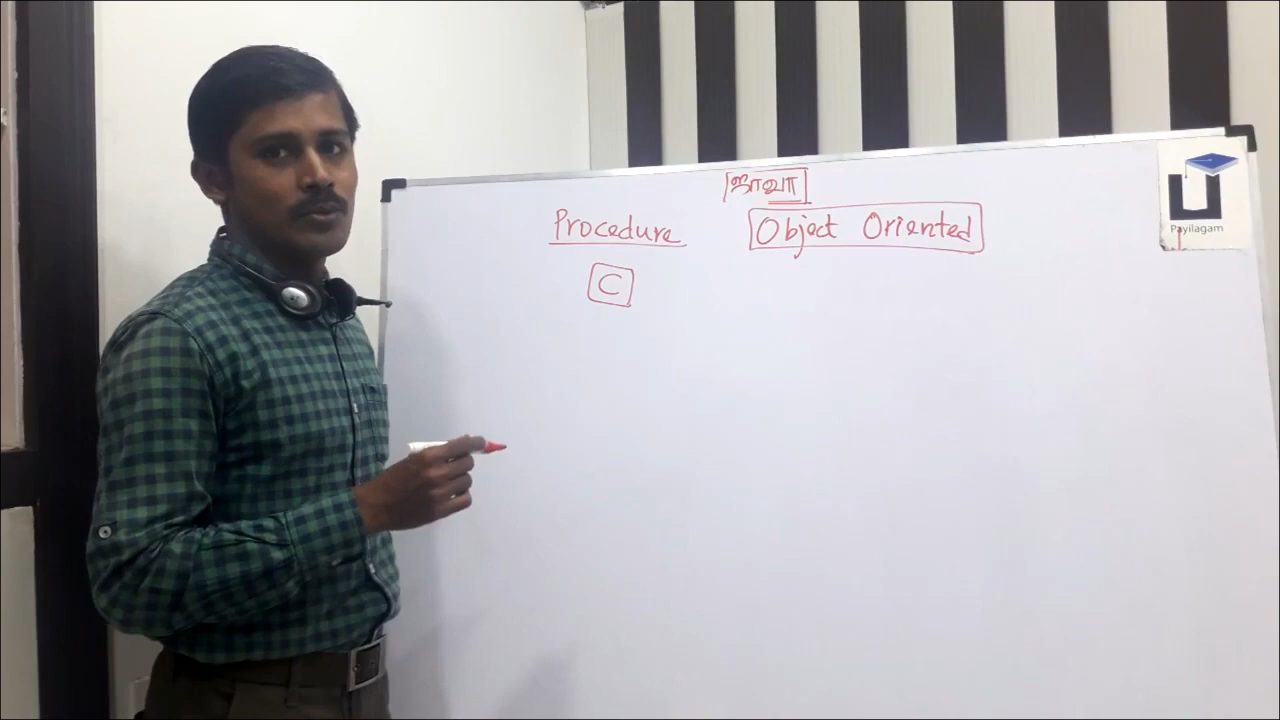 ஜாவா
Procedure Object Oriented
C
Payilagam